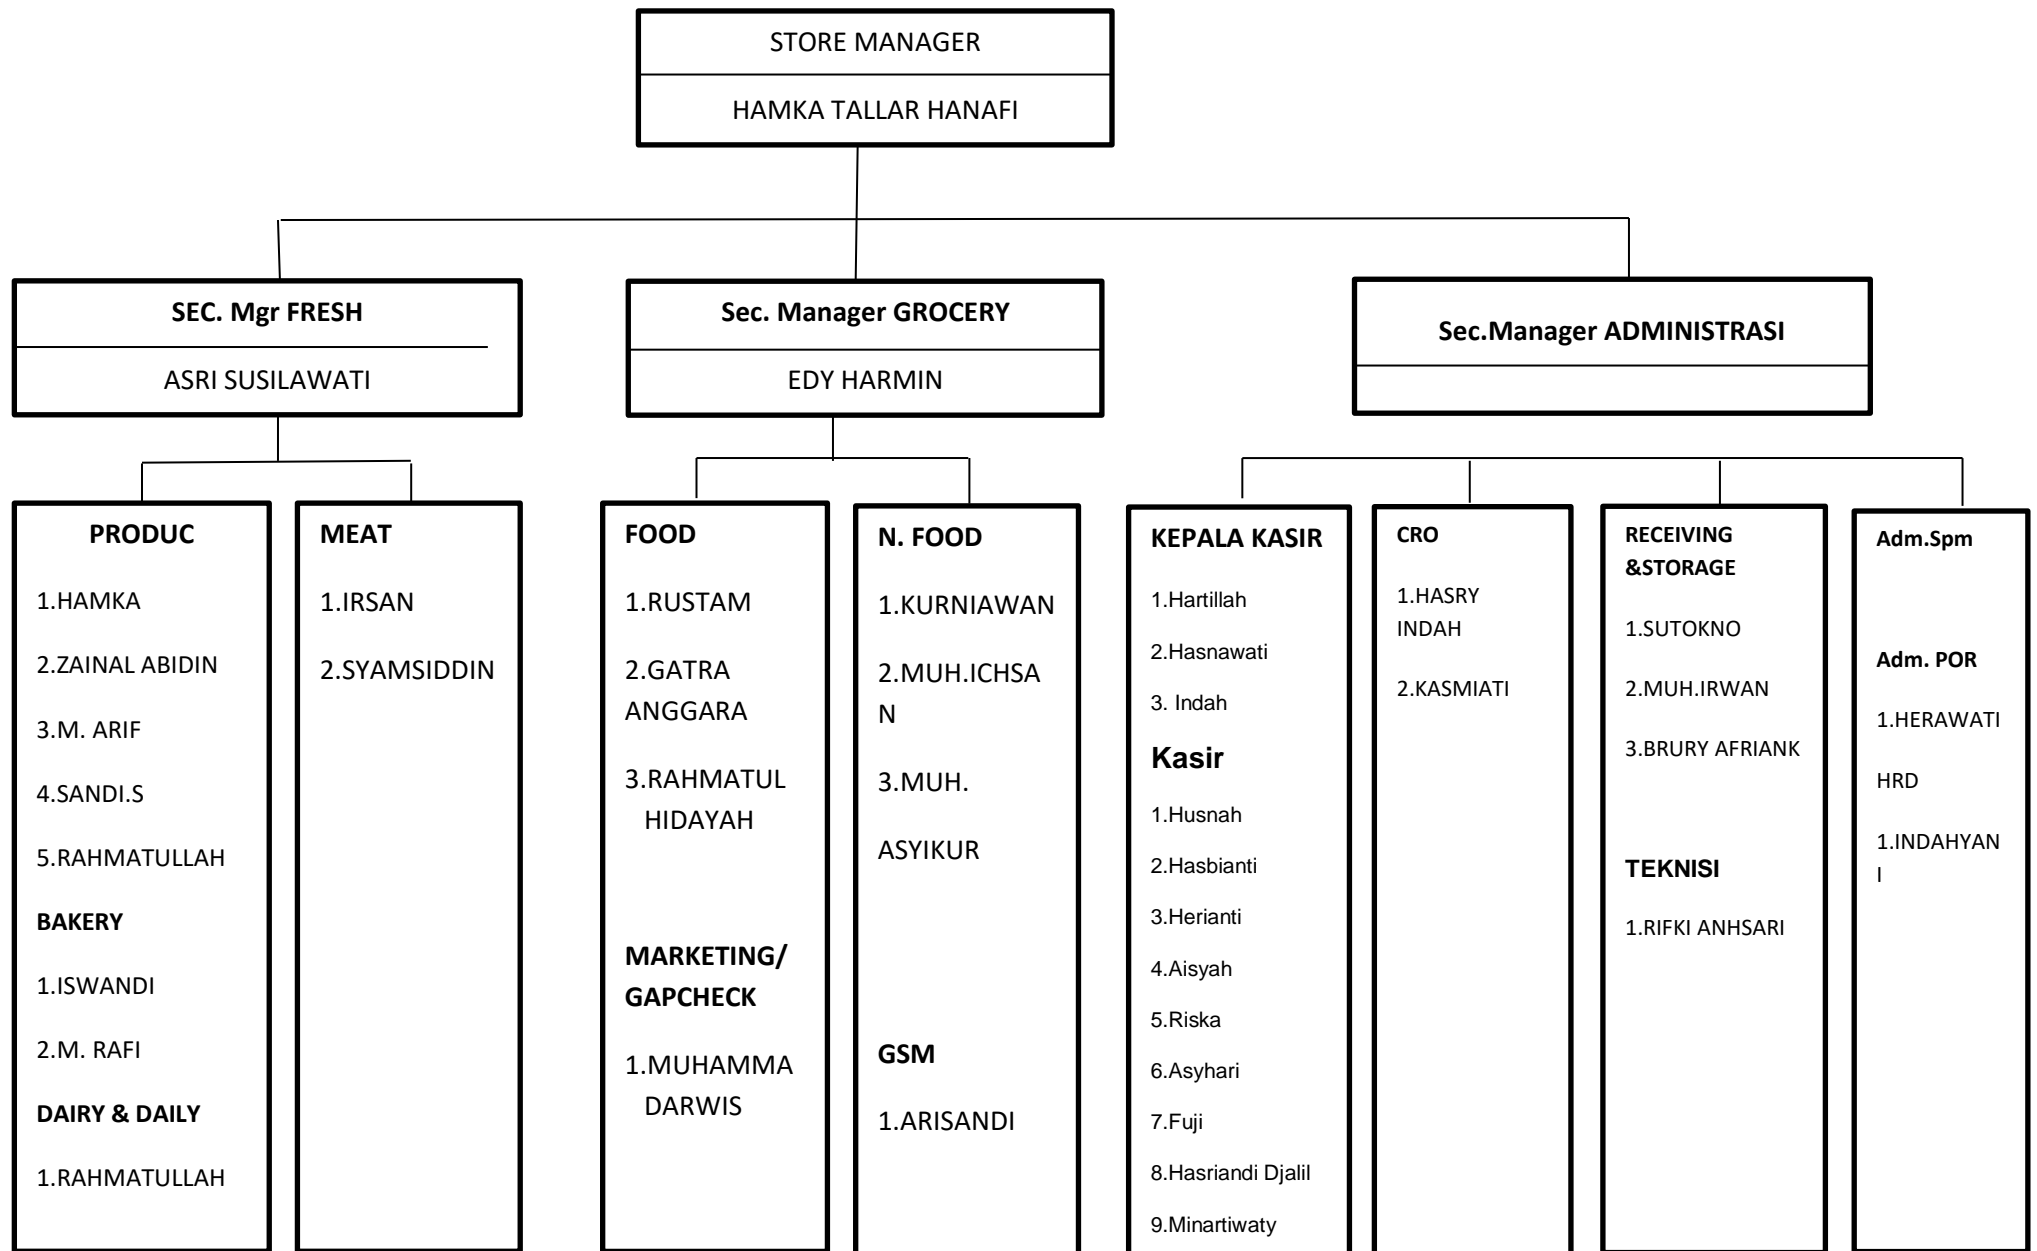 STORE MANAGER
HAMKA TALLAR HANAFI
SEC. Mgr FRESH
ASRI SUSILAWATI
Sec. Manager GROCERY
EDY HARMIN
Sec.Manager ADMINISTRASI
PRODUC
1.HAMKA
2.ZAINAL ABIDIN
3.M. ARIF
4.SANDI.S
5.RAHMATULLAH
BAKERY
1.ISWANDI
2.M. RAFI
DAIRY & DAILY
1.RAHMATULLAH
MEAT
1.IRSAN
2.SYAMSIDDIN
FOOD
1.RUSTAM
2.GATRA
ANGGARA
3.RAHMATUL
HIDAYAH
MARKETING/
GAPCHECK
1.MUHAMMA
DARWIS
N. FOOD
1.KURNIAWAN
2.MUH.ICHSA
N
3.MUH.
ASYIKUR
GSM
1.ARISANDI
KEPALA KASIR
1.Hartillah
2.Hasnawati
3. Indah
Kasir
1.Husnah
2.Hasbianti
3.Herianti
4.Aisyah
5.Riska
6.Asyhari
7.Fuji
8.Hasriandi Djalil
9.Minartiwaty
CRO
1.HASRY
INDAH
2.KASMIATI
RECEIVING
&STORAGE
1.SUTOKNO
2.MUH.IRWAN
3.BRURY AFRIANK
TEKNISI
1.RIFKI ANHSARI
Adm.Spm
Adm. POR
1.HERAWATI
HRD
1.INDAHYAN
I